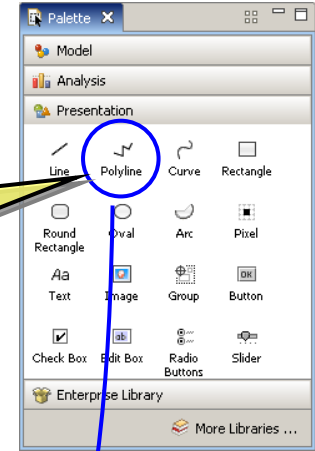 Palette
Model
Analysis
Presentation
Line Polyline Curve Rectangle
Round Rectangle Oval Arc Pixel
Aa
OK
Text Image Group Button
ab
Check Box Edit Box Radio Buttons Slider
Enterprise Library
More Libraries ...